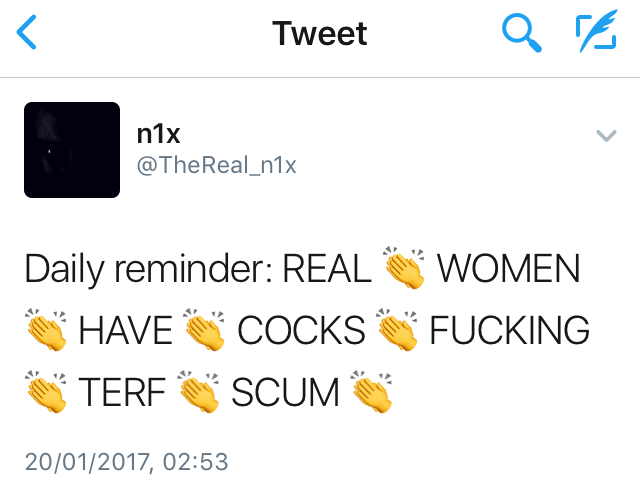 Tweet
n1x
@TheReal_n1x
Daily reminder: REAL 👏 WOMEN
👏 HAVE 👏 COCKS 👏 FUCKING
👏 TERF 👏 SCUM 👏
20/01/2017, 02:53